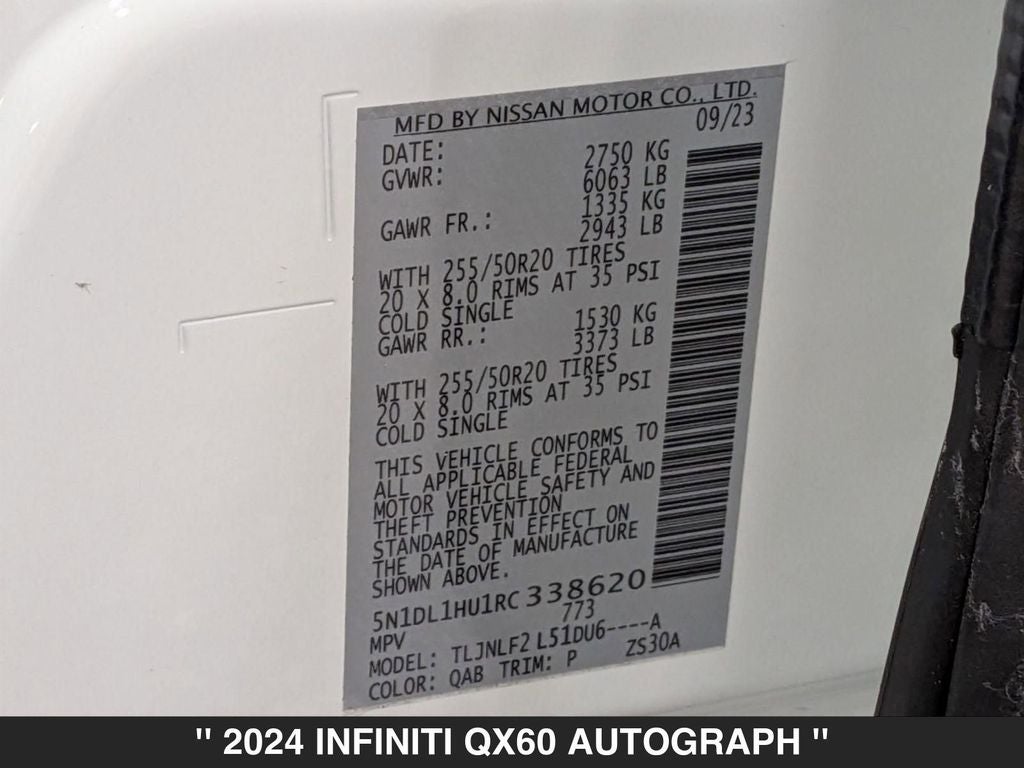 MFD BY NISSAN MOTOR CO., LTD.
DATE: 09/23
GVWR: 2750 KG
6063 LB
GAWR FR.: 1335 KG
2943 LB
WITH 255/50R20 TIRES
20 X 8.0 RIMS AT 35 PSI
COLD SINGLE
GAWR RR.: 1530 KG
3373 LB
WITH 255/50R20 TIRES
20 X 8.0 RIMS AT 35 PSI
COLD SINGLE
THIS VEHICLE CONFORMS TO
ALL APPLICABLE FEDERAL
MOTOR VEHICLE SAFETY AND
THEFT PREVENTION
STANDARDS IN EFFECT ON
THE DATE OF MANUFACTURE
SHOWN ABOVE.
5N1DL1HU1RC338620
MPV 773
MODEL: TLJNLF2 L51DU6----A
COLOR: QAB TRIM: P ZS30A
" 2024 INFINITI QX60 AUTOGRAPH "